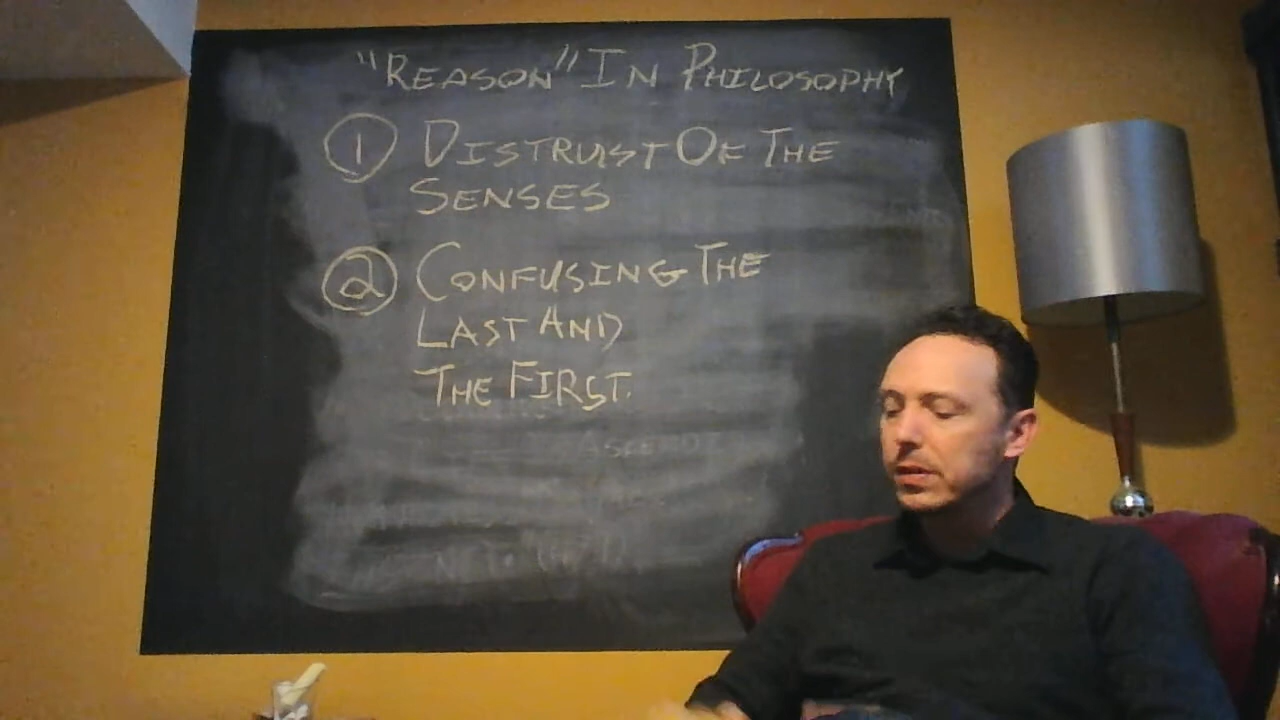 "REASON" IN PHILOSOPHY
① DISTRUST OF THE
SENSES
② CONFUSING THE
LAST AND
THE FIRST.